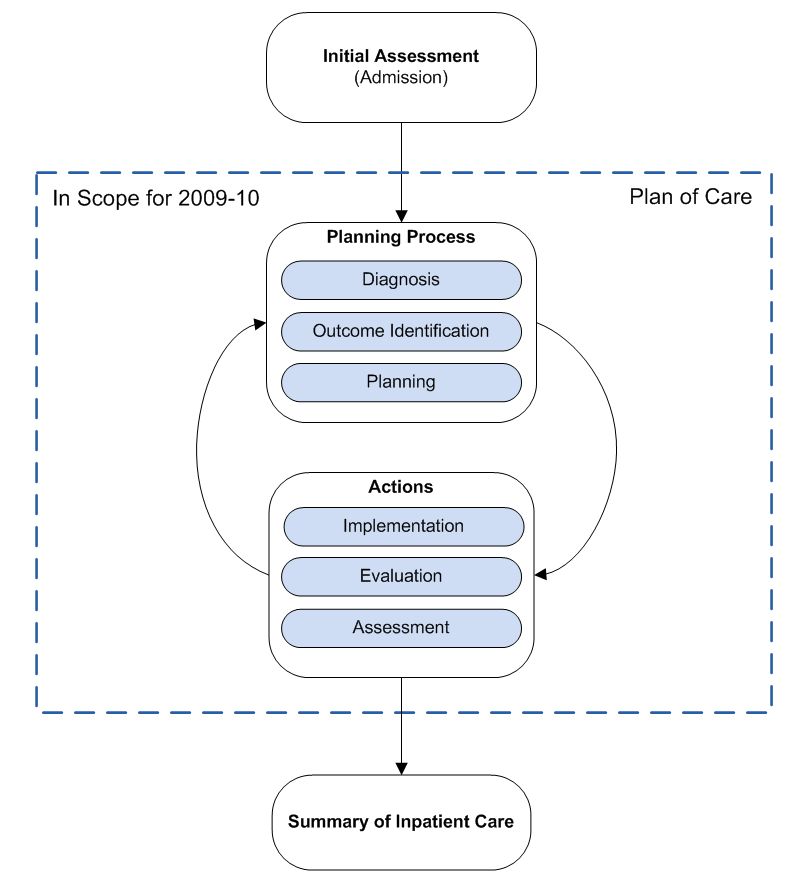 Initial Assessment
(Admission)
In Scope for 2009-10
Plan of Care
Planning Process
Diagnosis
Outcome Identification
Planning
Actions
Implementation
Evaluation
Assessment
Summary of Inpatient Care